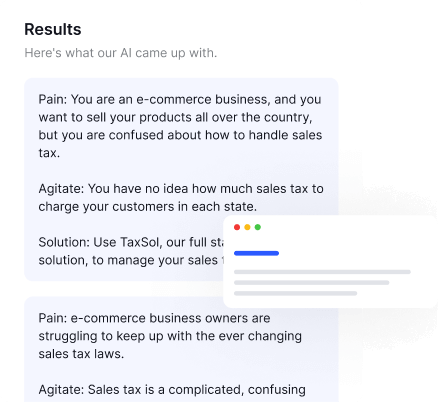 Results
Here's what our AI came up with.
Pain: You are an e-commerce business, and you
want to sell your products all over the country,
but you are confused about how to handle sales
tax.
Agitate: You have no idea how much sales tax to
charge your customers in each state.
Solution: Use TaxSol, our full
solution, to manage your sales
Pain: e-commerce business owners are
struggling to keep up with the ever changing
sales tax laws.
Agitate: Sales tax is a complicated, confusing